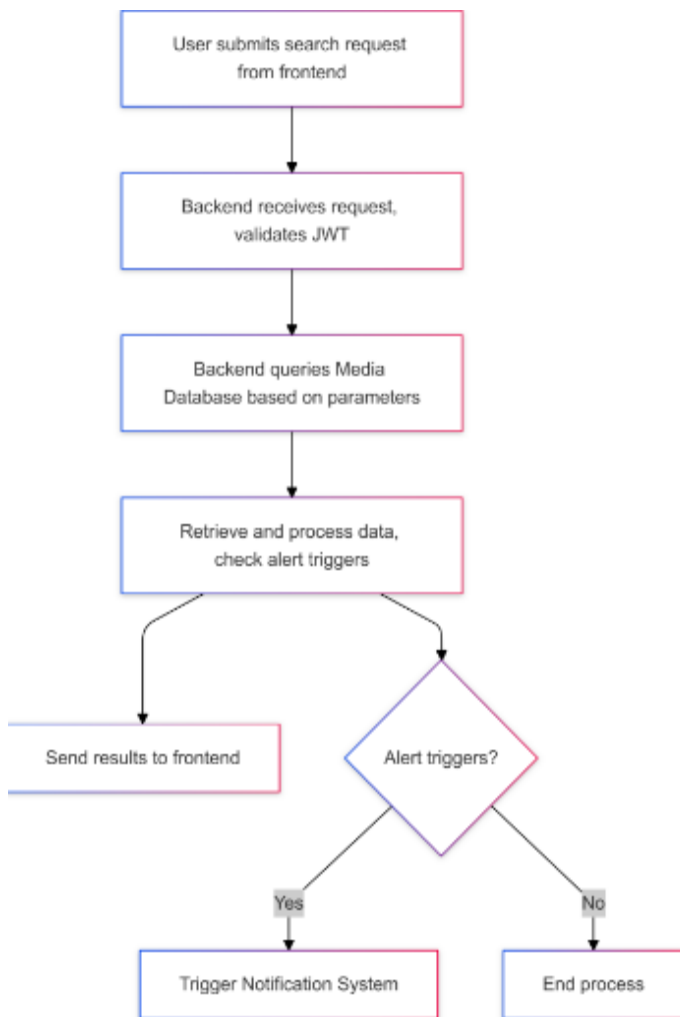 User submits search request
from frontend
Backend receives request,
validates JWT
Backend queries Media
Database based on parameters
Retrieve and process data,
check alert triggers
Send results to frontend
Alert triggers?
Yes
No
Trigger Notification System
End process